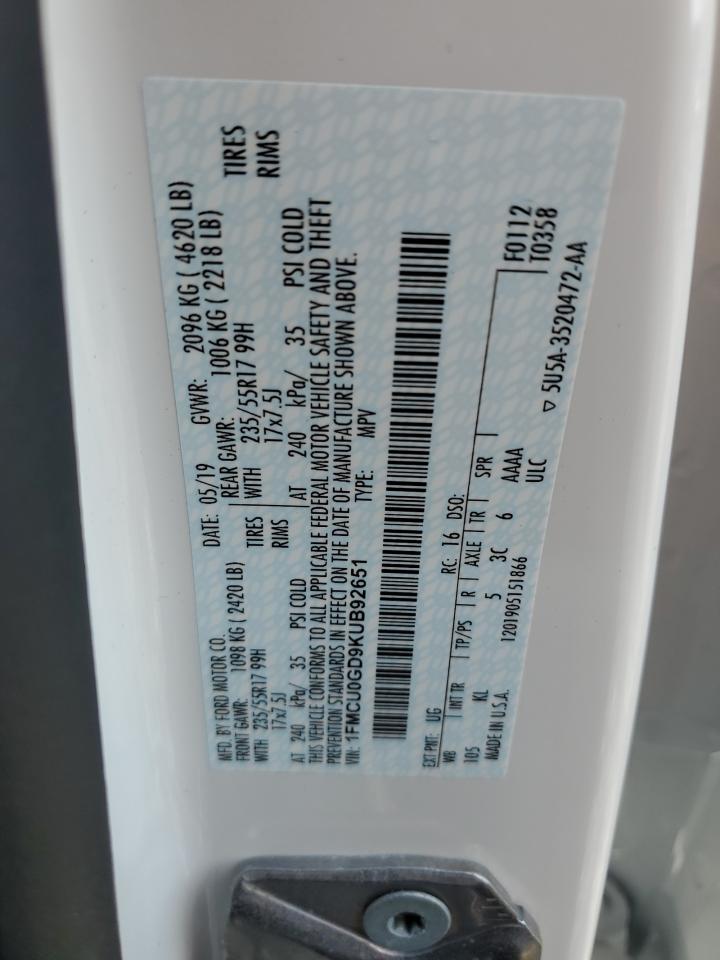 MFD. BY FORD MOTOR CO.
DATE: 05/19 GVWR: 2096 KG ( 4620 LB)
FRONT GAWR: 1098 KG ( 2420 LB) REAR GAWR: 1006 KG ( 2218 LB)
WITH 235/55R17 99H TIRES WITH 235/55R17 99H TIRES
17x7.5J RIMS 17x7.5J RIMS
AT 240 kPa/ 35 PSI COLD AT 240 kPa/ 35 PSI COLD
THIS VEHICLE CONFORMS TO ALL APPLICABLE FEDERAL MOTOR VEHICLE SAFETY AND THEFT
PREVENTION STANDARDS IN EFFECT ON THE DATE OF MANUFACTURE SHOWN ABOVE.
VIN: 1FMCU0GD9KUB92651 TYPE: MPV
EXT PNT: UG RC: 16 DSO:
WB INT TR TP/PS R AXLE TR SPR F0112
105 KL 5 3C 6 AAAA T0358
MADE IN U.S.A. 1201905151866 ULC
▽ 5U5A-3520472-AA